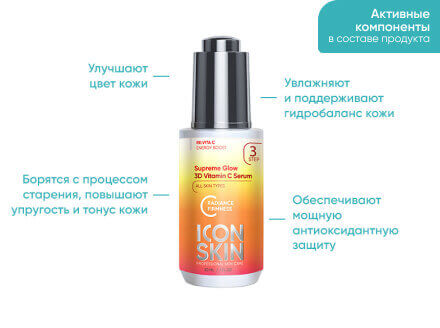 Активные
компоненты
в составе продукта
Улучшают
цвет кожи
Увлажняют
и поддерживают
гидробаланс кожи
Борятся с процессом
старения, повышают
упругость и тонус кожи
Обеспечивают
мощную
антиоксидантную
защиту
RE:VITA C
ENERGY BOOST
3
STEP
Supreme Glow
3D Vitamin C Serum
ALL SKIN TYPES
C RADIANCE
FIRMNESS
ICON
SKIN
PROFESSIONAL SKIN CARE